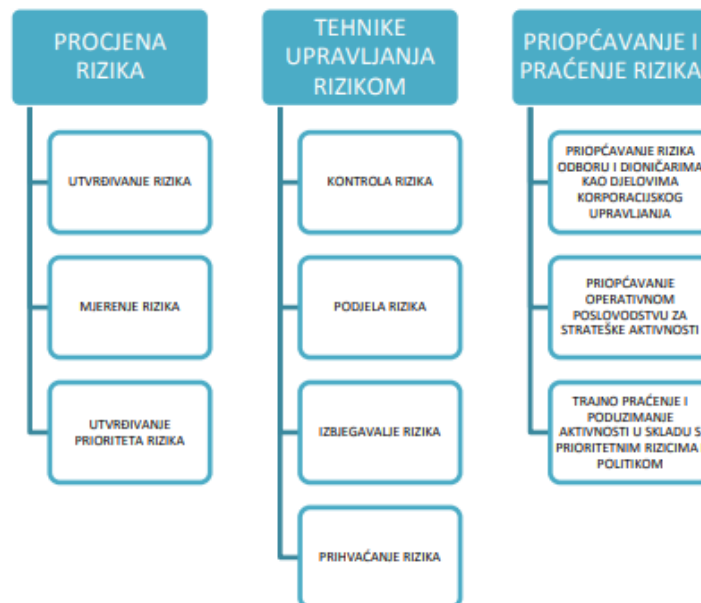 PROCJENA
RIZIKA
UTVRĐIVANJE RIZIKA
MJERENJE RIZIKA
UTVRĐIVANJE
PRIORITETA RIZIKA
TEHNIKE
UPRAVLJANJA
RIZIKOM
KONTROLA RIZIKA
PODJELA RIZIKA
IZBJEGAVALJE RIZIKA
PRIHVAĆANJE RIZIKA
PRIOPĆAVANJE I
PRAĆENJE RIZIKA
PRIOPĆAVANJE RIZIKA
ODBORU I DIONIČARIMA
KAO DJELOVIMA
KORPORACIJSKOG
UPRAVLJANJA
PRIOPĆAVANJE
OPERATIVNOM
POSLOVODSTVU ZA
STRATEŠKE AKTIVNOSTI
TRAJNO PRAĆENJE I
PODUZIMANJE
AKTIVNOSTI U SKLADU S
PRIORITETNIM RIZICIMA
POLITIKOM